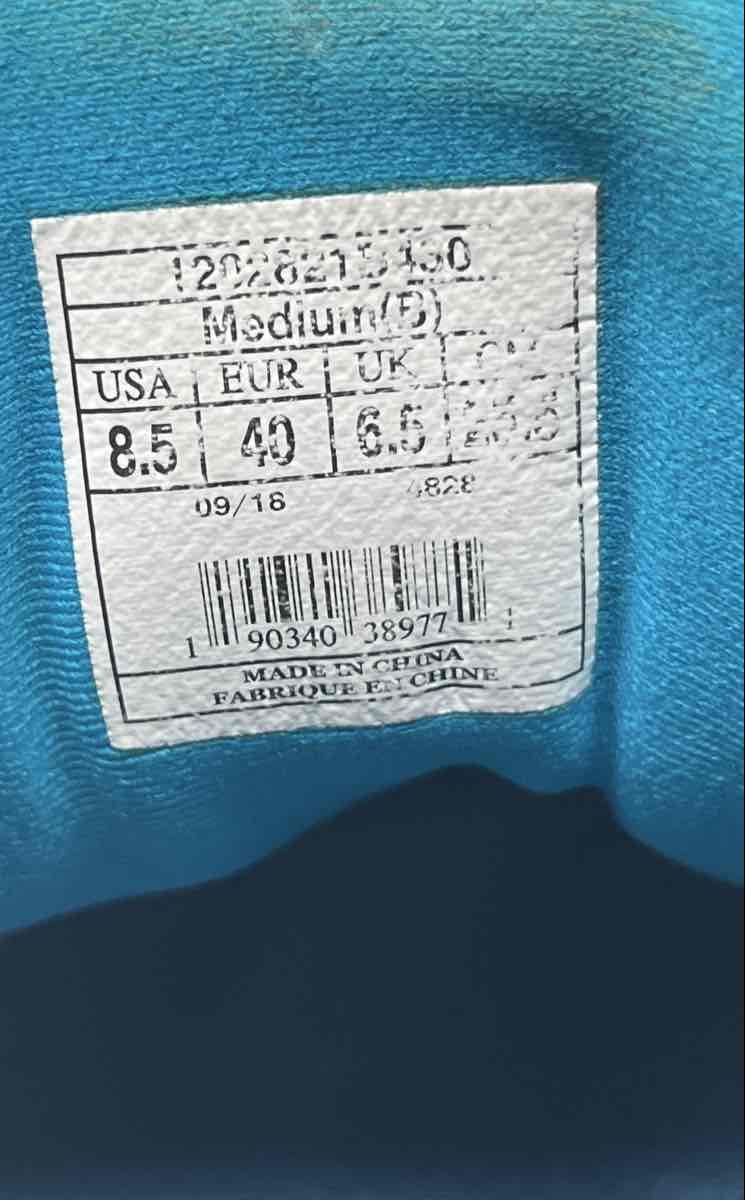 Medium(B)
USA EUR UK
8.5 40 6.5
09/18 4828
1 90340 38977 1
MADE IN CHINA
FABRIQUE EN CHINE